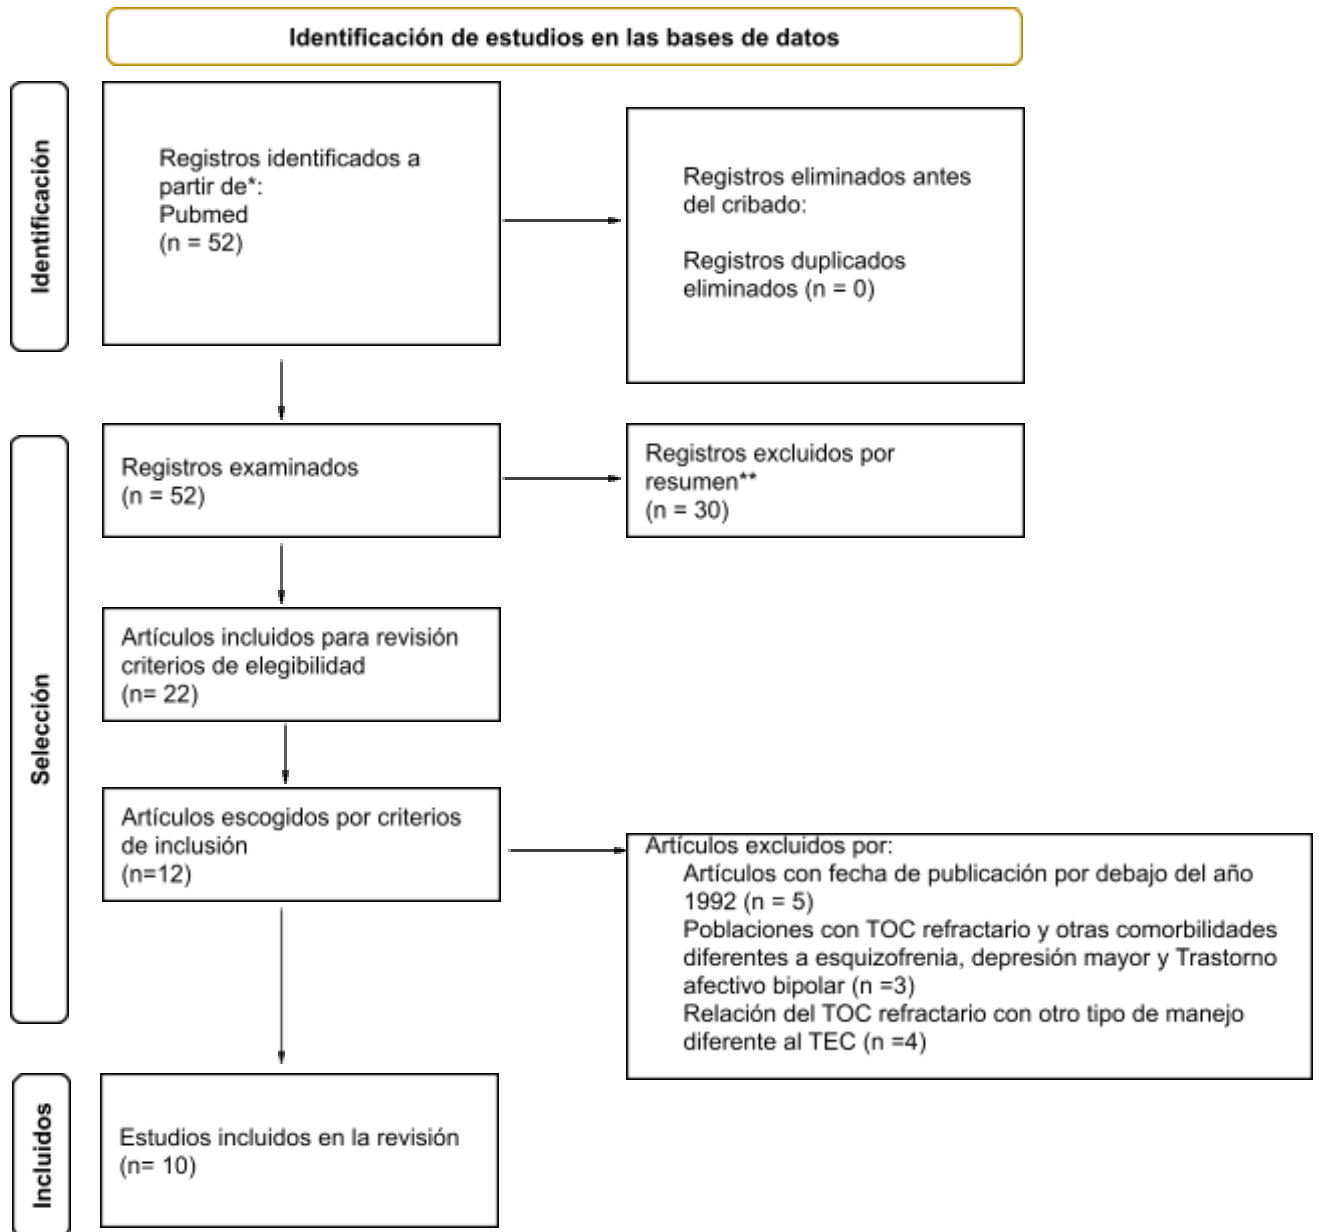 Identificación de estudios en las bases de datos
Identificación
Registros identificados a
partir de*:
Pubmed
(n = 52)
Registros eliminados antes
del cribado:
Registros duplicados
eliminados (n = 0)
Selección
Registros examinados
(n = 52)
Registros excluidos por
resumen**
(n = 30)
Artículos incluidos para revisión
criterios de elegibilidad
(n= 22)
Artículos escogidos por criterios
de inclusión
(n=12)
Artículos excluidos por:
Artículos con fecha de publicación por debajo del año
1992 (n = 5)
Poblaciones con TOC refractario y otras comorbilidades
diferentes a esquizofrenia, depresión mayor y Trastorno
afectivo bipolar (n =3)
Relación del TOC refractario con otro tipo de manejo
diferente al TEC (n =4)
Incluidos
Estudios incluidos en la revisión
(n= 10)